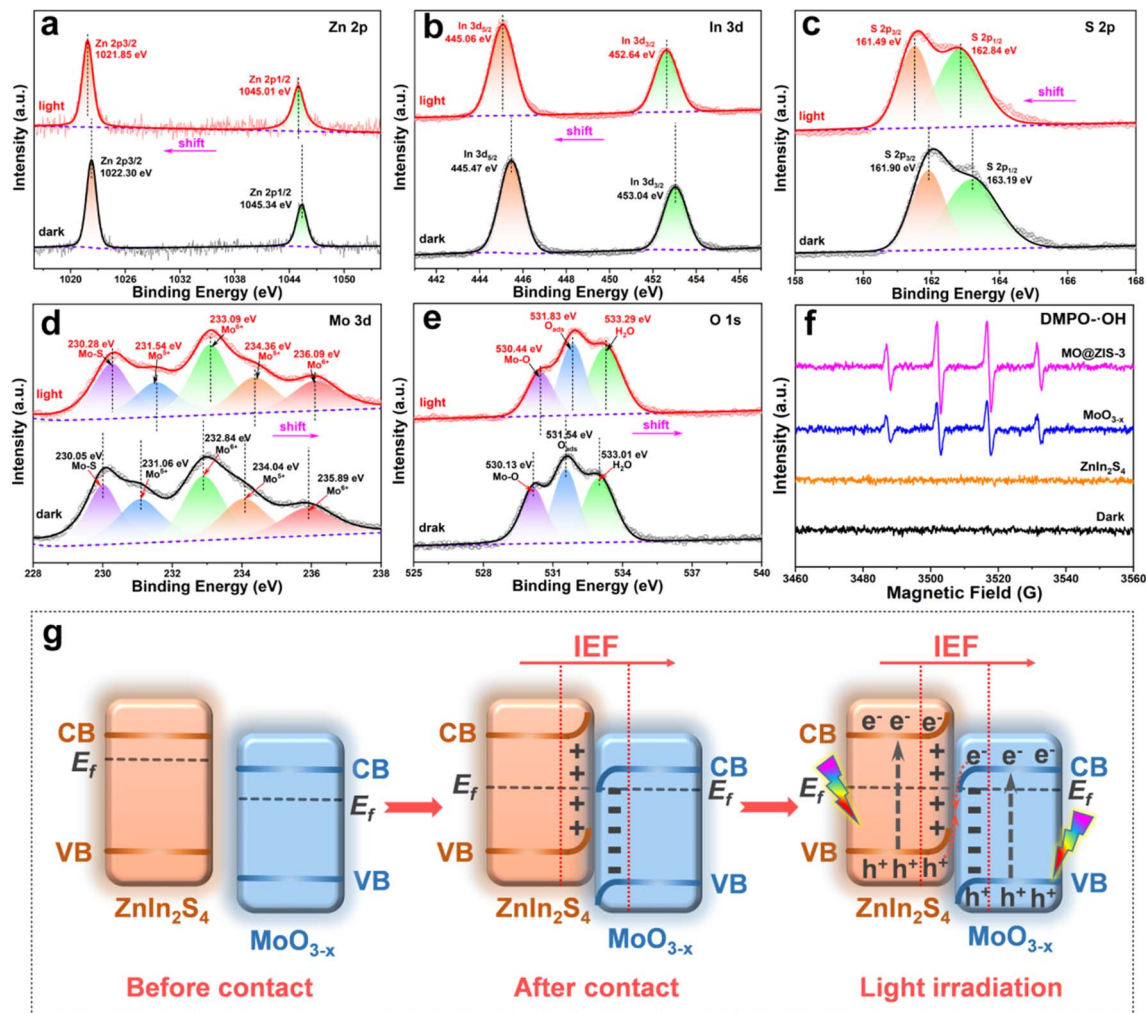 a
Zn 2p
Zn 2p3/2
1021.85 eV
Zn 2p1/2
1045.01 eV
light
shift
Zn 2p3/2
1022.30 eV
Zn 2p1/2
1045.34 eV
dark
Intensity (a.u.)
1020 1028 1036 1044 1052
Binding Energy (eV)
b
In 3d
In 3d5/2
445.06 eV
In 3d3/2
452.64 eV
light
shift
In 3d5/2
445.47 eV
In 3d3/2
453.04 eV
dark
Intensity (a.u.)
442 444 446 448 450 452 454 456
Binding Energy (eV)
c
S 2p
S 2p3/2
161.49 eV
S 2p1/2
162.84 eV
light
shift
S 2p3/2
161.90 eV
S 2p1/2
163.19 eV
dark
Intensity (a.u.)
158 160 162 164 166 168
Binding Energy (eV)
d
Mo 3d
230.28 eV
Mo-S
231.54 eV
Mo5+
233.09 eV
Mo6+
234.36 eV
Mo5+
236.09 eV
Mo6+
light
shift
230.05 eV
Mo-S
231.06 eV
Mo5+
232.84 eV
Mo6+
234.04 eV
Mo5+
235.89 eV
Mo6+
dark
Intensity (a.u.)
228 230 232 234 236 238
Binding Energy (eV)
e
O 1s
530.44 eV
Mo-O
531.83 eV
Oads
533.29 eV
H2O
light
shift
530.13 eV
Mo-O
531.54 eV
Oads
533.01 eV
H2O
drak
Intensity (a.u.)
525 528 531 534 537 540
Binding Energy (eV)
f
DMPO-·OH
MO@ZIS-3
MoO3-x
ZnIn2S4
Dark
Intensity (a.u.)
3460 3480 3500 3520 3540 3560
Magnetic Field (G)
g
CB
Ef
VB
ZnIn2S4
CB
Ef
VB
MoO3-x
Before contact
IEF
CB
Ef
VB
+
+
+
+
ZnIn2S4
CB
Ef
VB
MoO3-x
After contact
IEF
CB
Ef
VB
e- e- e-
+
+
+
+
h+ h+ h+
ZnIn2S4
e- e- e-
CB
Ef
VB
h+ h+ h+
MoO3-x
Light irradiation